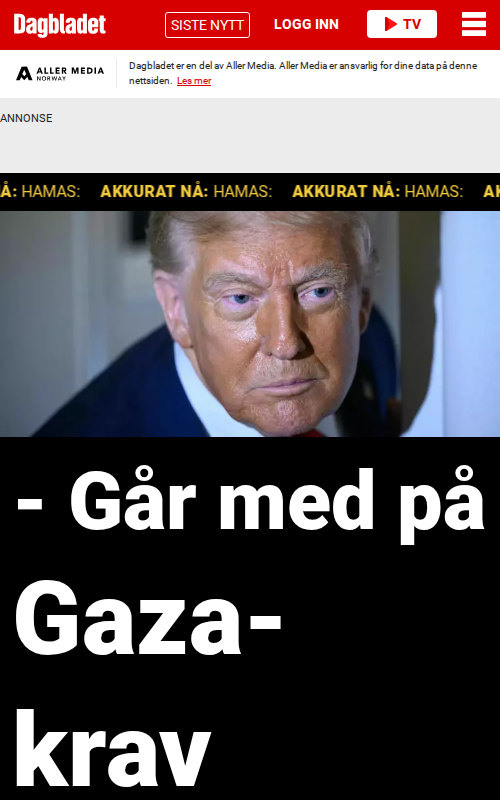 Dagbladet
SISTE NYTT
LOGG INN
TV
ALLER MEDIA
NORWAY
Dagbladet er en del av Aller Media. Aller Media er ansvarlig for dine data på denne
nettsiden. Les mer
ANNONSE
Å: HAMAS: AKKURAT NÅ: HAMAS: AKKURAT NÅ: HAMAS: AK
- Går med på
Gaza-
krav